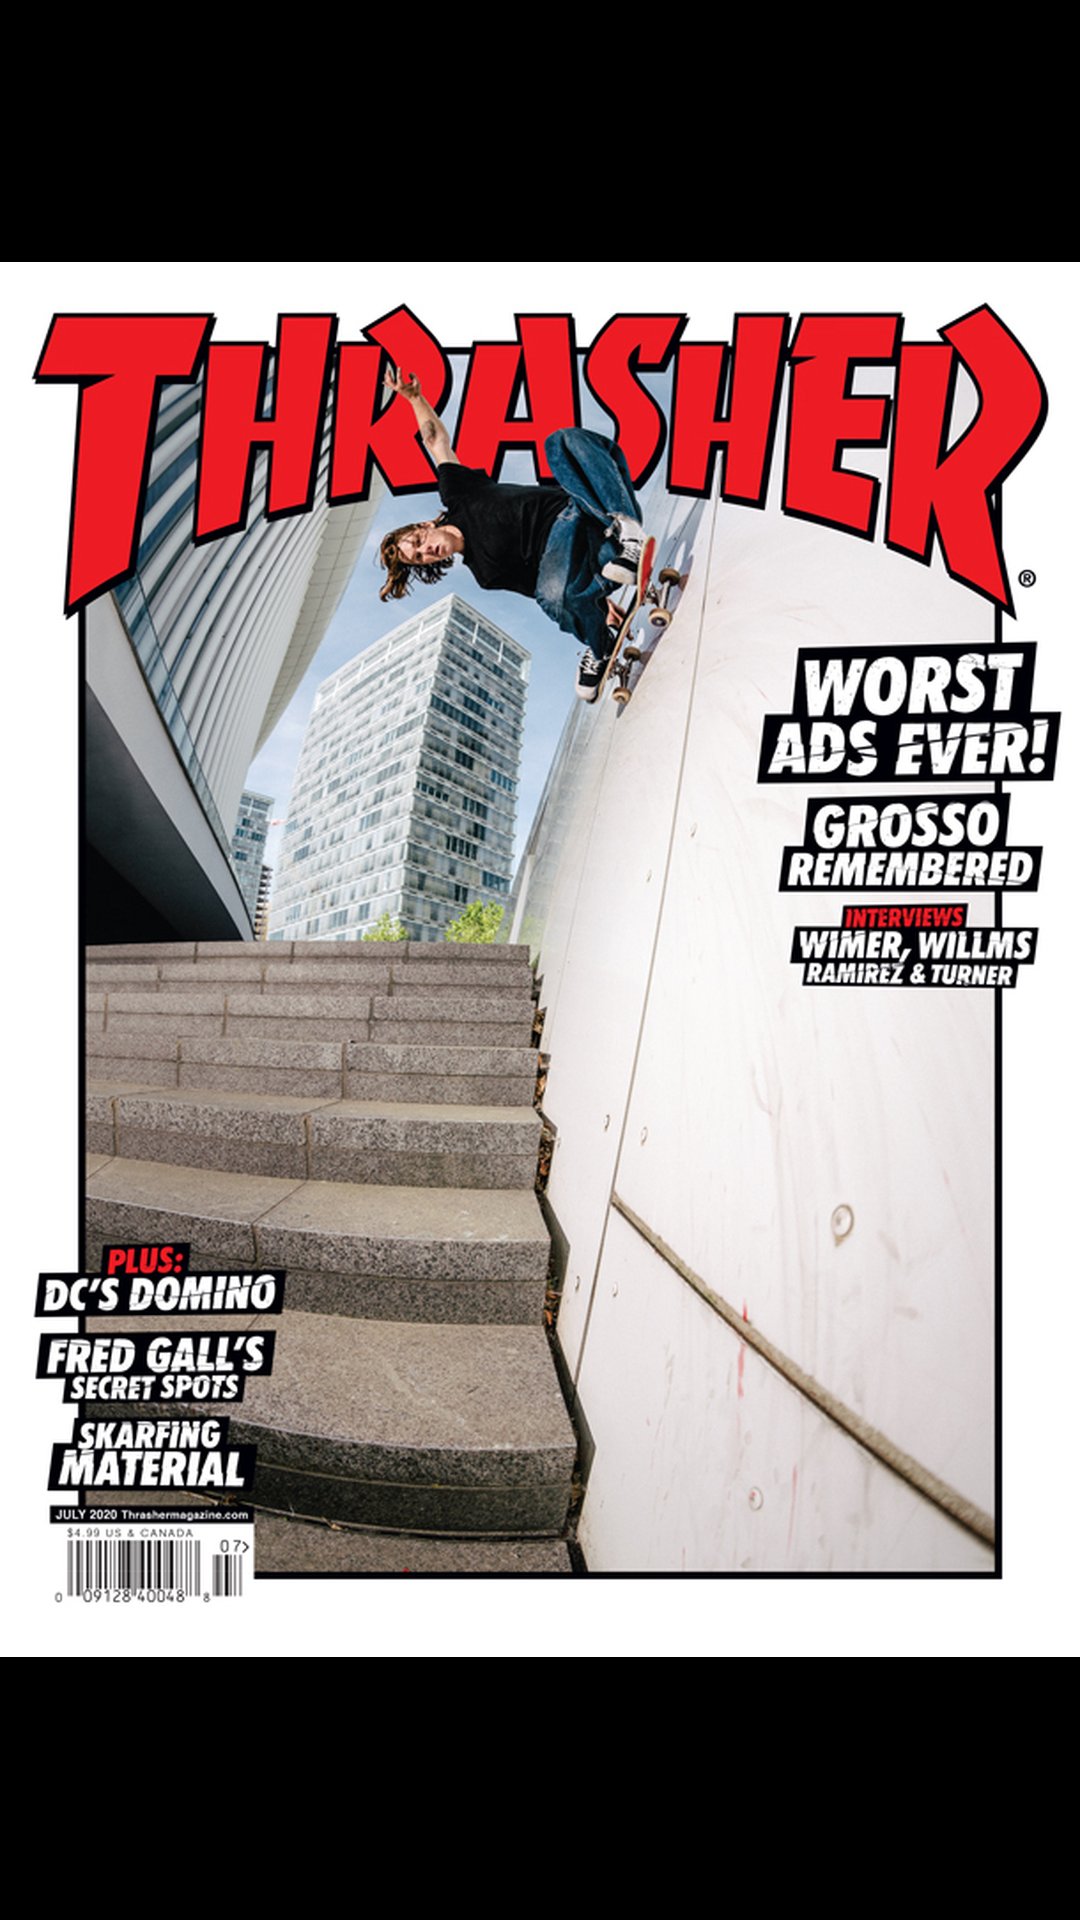 THRASHER
®
WORST
ADS EVER!
GROSSO
REMEMBERED
INTERVIEWS
WIMER, WILLMS
RAMIREZ & TURNER
PLUS:
DC'S DOMINO
FRED GALL'S
SECRET SPOTS
SKARFING
MATERIAL
JULY 2020 Thrashermagazine.com
$4.99 US & CANADA
07>
0 09128 40048 8